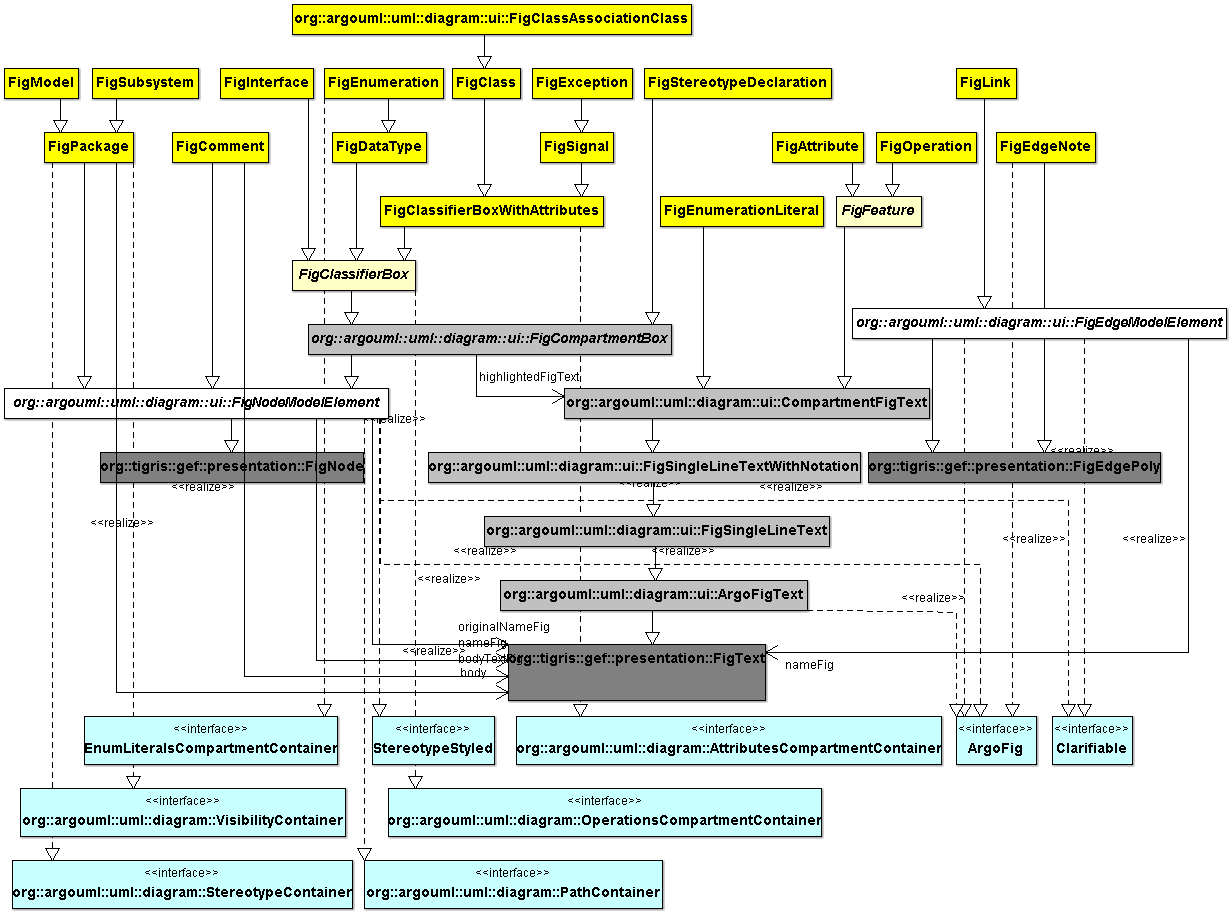 org::argouml::uml::diagram::ui::FigClassAssociationClass
FigModel
FigSubsystem
FigInterface
FigEnumeration
FigClass
FigException
FigStereotypeDeclaration
FigLink
FigPackage
FigComment
FigDataType
FigSignal
FigAttribute
FigOperation
FigEdgeNote
FigClassifierBoxWithAttributes
FigEnumerationLiteral
FigFeature
FigClassifierBox
org::argouml::uml::diagram::ui::FigEdgeModelElement
org::argouml::uml::diagram::ui::FigCompartmentBox
highlightedFigText
org::argouml::uml::diagram::ui::FigNodeModelElement
org::argouml::uml::diagram::ui::CompartmentFigText
<<realize>>
<<realize>>
org::tigris::gef::presentation::FigNode
org::argouml::uml::diagram::ui::FigSingleLineTextWithNotation
org::tigris::gef::presentation::FigEdgePoly
<<realize>>
<<realize>>
<<realize>>
<<realize>>
org::argouml::uml::diagram::ui::FigSingleLineText
<<realize>>
<<realize>>
<<realize>>
<<realize>>
<<realize>>
org::argouml::uml::diagram::ui::ArgoFigText
<<realize>>
originalNameFig
nameFig
<<realize>>
bodyTextFig
org::tigris::gef::presentation::FigText
nameFig
body
<<interface>>
EnumLiteralsCompartmentContainer
<<interface>>
StereotypeStyled
<<interface>>
org::argouml::uml::diagram::AttributesCompartmentContainer
<<interface>>
ArgoFig
<<interface>>
Clarifiable
<<interface>>
org::argouml::uml::diagram::VisibilityContainer
<<interface>>
org::argouml::uml::diagram::OperationsCompartmentContainer
<<interface>>
org::argouml::uml::diagram::StereotypeContainer
<<interface>>
org::argouml::uml::diagram::PathContainer